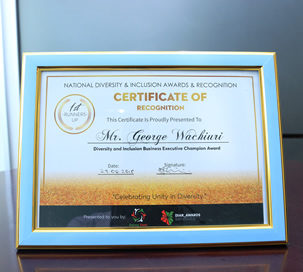 NATIONAL DIVERSITY & INCLUSION AWARDS & RECOGNITION
CERTIFICATE OF
RECOGNITION
1st
RUNNERS
UP
This Certificate is Proudly Presented To
Mr. George Wachiuri
Diversity and Inclusion Business Executive Champion Award
Date:
Signature:
"Celebrating Unity in Diversity"
Presented to you by:
DIAR_AWARDS